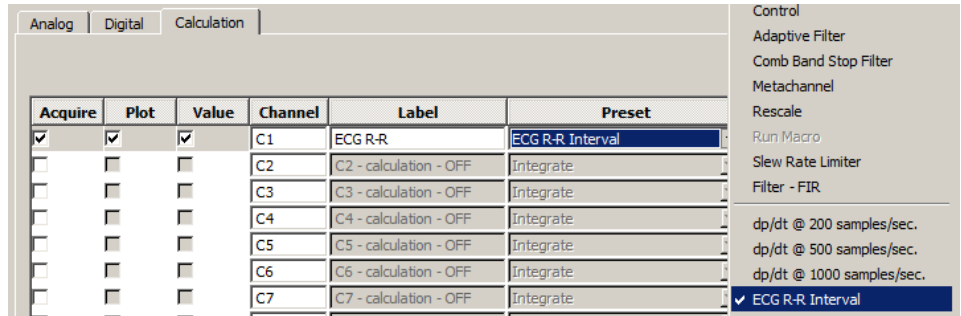 Analog Digital Calculation
Acquire Plot Value Channel Label Preset
C1 ECG R-R ECG R-R Interval
C2 C2 - calculation - OFF Integrate
C3 C3 - calculation - OFF Integrate
C4 C4 - calculation - OFF Integrate
C5 C5 - calculation - OFF Integrate
C6 C6 - calculation - OFF Integrate
C7 C7 - calculation - OFF Integrate
Control
Adaptive Filter
Comb Band Stop Filter
Metachannel
Rescale
Run Macro
Slew Rate Limiter
Filter - FIR
dp/dt @ 200 samples/sec.
dp/dt @ 500 samples/sec.
dp/dt @ 1000 samples/sec.
ECG R-R Interval